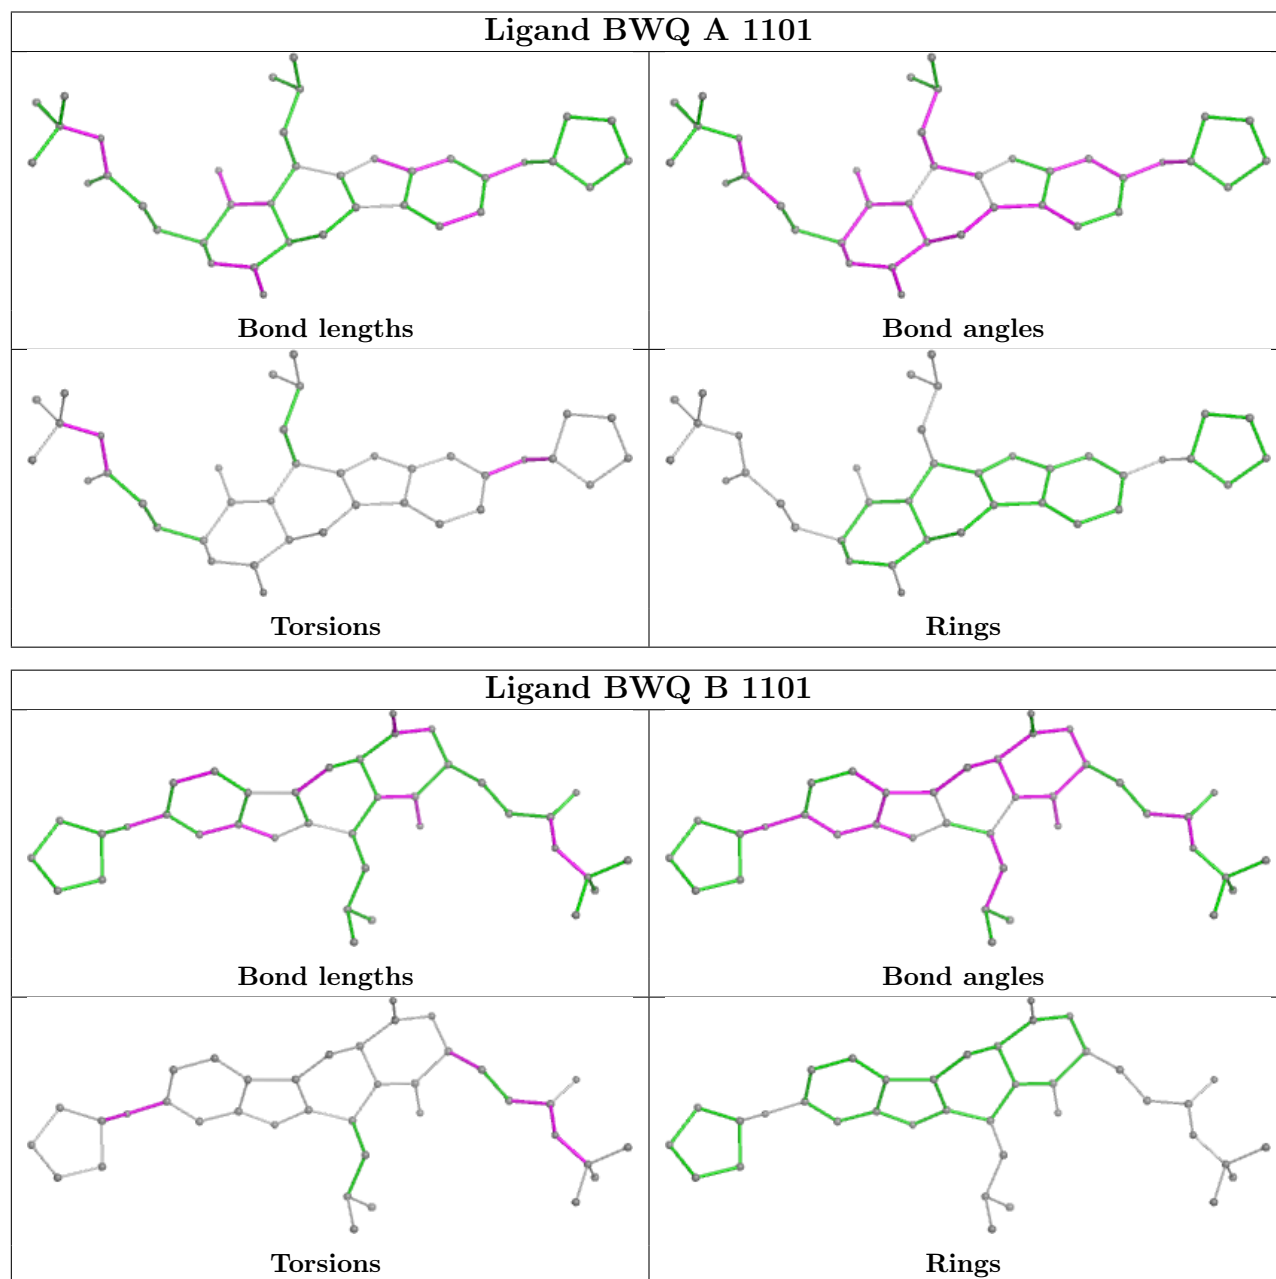 Ligand BWQ A 1101
Bond lengths
Bond angles
Torsions
Rings
Ligand BWQ B 1101
Bond lengths
Bond angles
Torsions
Rings